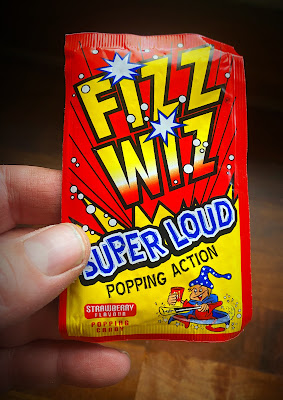 FIZZ
WIZ
SUPER LOUD
POPPING ACTION
STRAWBERRY
FLAVOUR
POPPING
CANDY